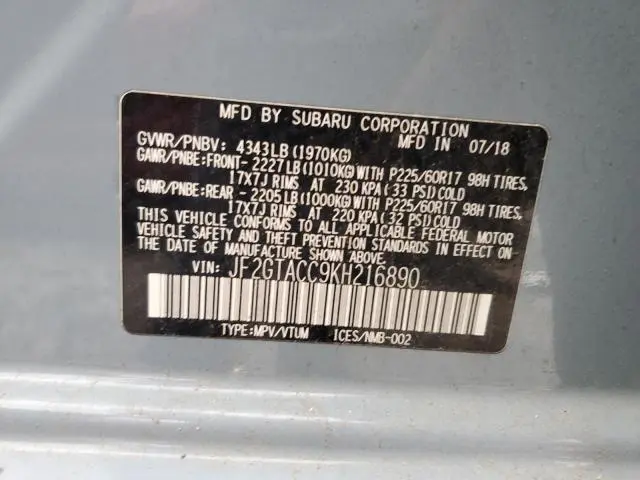 MFD BY SUBARU CORPORATION
GVWR/PNBV: 4343LB(1970KG) MFD IN 07/18
GAWR/PNBE:FRONT- 2227LB(1010KG)WITH P225/60R17 98H TIRES,
17X7J RIMS AT 230 KPA(33 PSI)COLD
GAWR/PNBE:REAR - 2205LB(1000KG)WITH P225/60R17 98H TIRES,
17X7J RIMS AT 220 KPA(32 PSI)COLD
THIS VEHICLE CONFORMS TO ALL APPLICABLE FEDERAL MOTOR
VEHICLE SAFETY AND THEFT PREVENTION STANDARDS IN EFFECT ON
THE DATE OF MANUFACTURE SHOWN ABOVE.
VIN: JF2GTACC9KH216890
TYPE:MPV/VTUM ICES/NMB-002